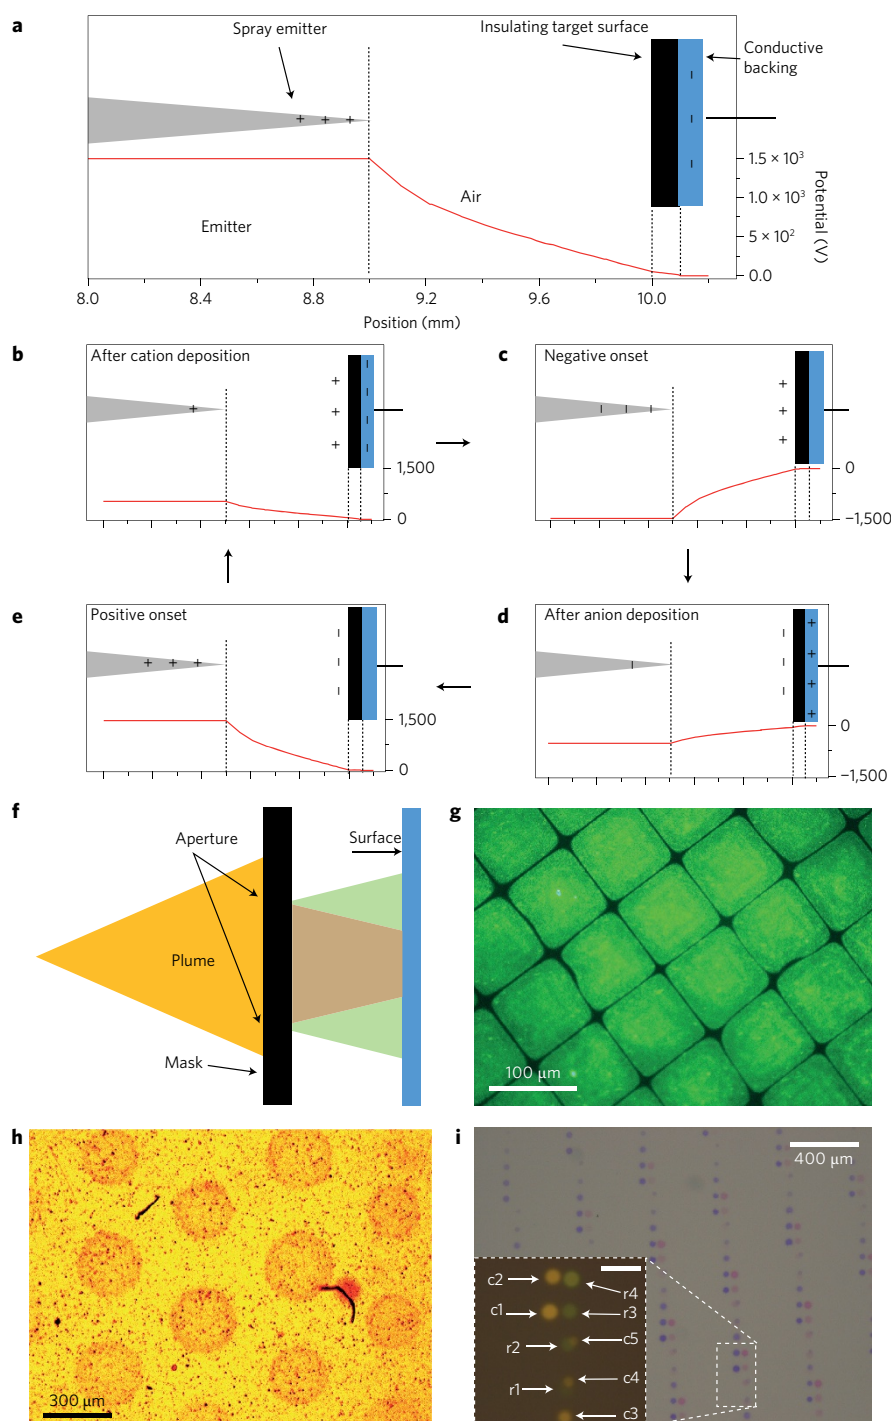 a
Spray emitter
Insulating target surface
Conductive
backing
+ + +
Emitter
Air
1.5 × 10³
1.0 × 10³
5 × 10²
0.0
Potential (V)
8.0 8.4 8.8 9.2 9.6 10.0
Position (mm)
b
After cation deposition
1,500
0
c
Negative onset
0
−1,500
e
Positive onset
1,500
0
d
After anion deposition
0
−1,500
f
Aperture
Surface
Plume
Mask
g
100 µm
h
300 µm
i
400 µm
c2
r4
c1
r3
c5
r2
c4
r1
c3